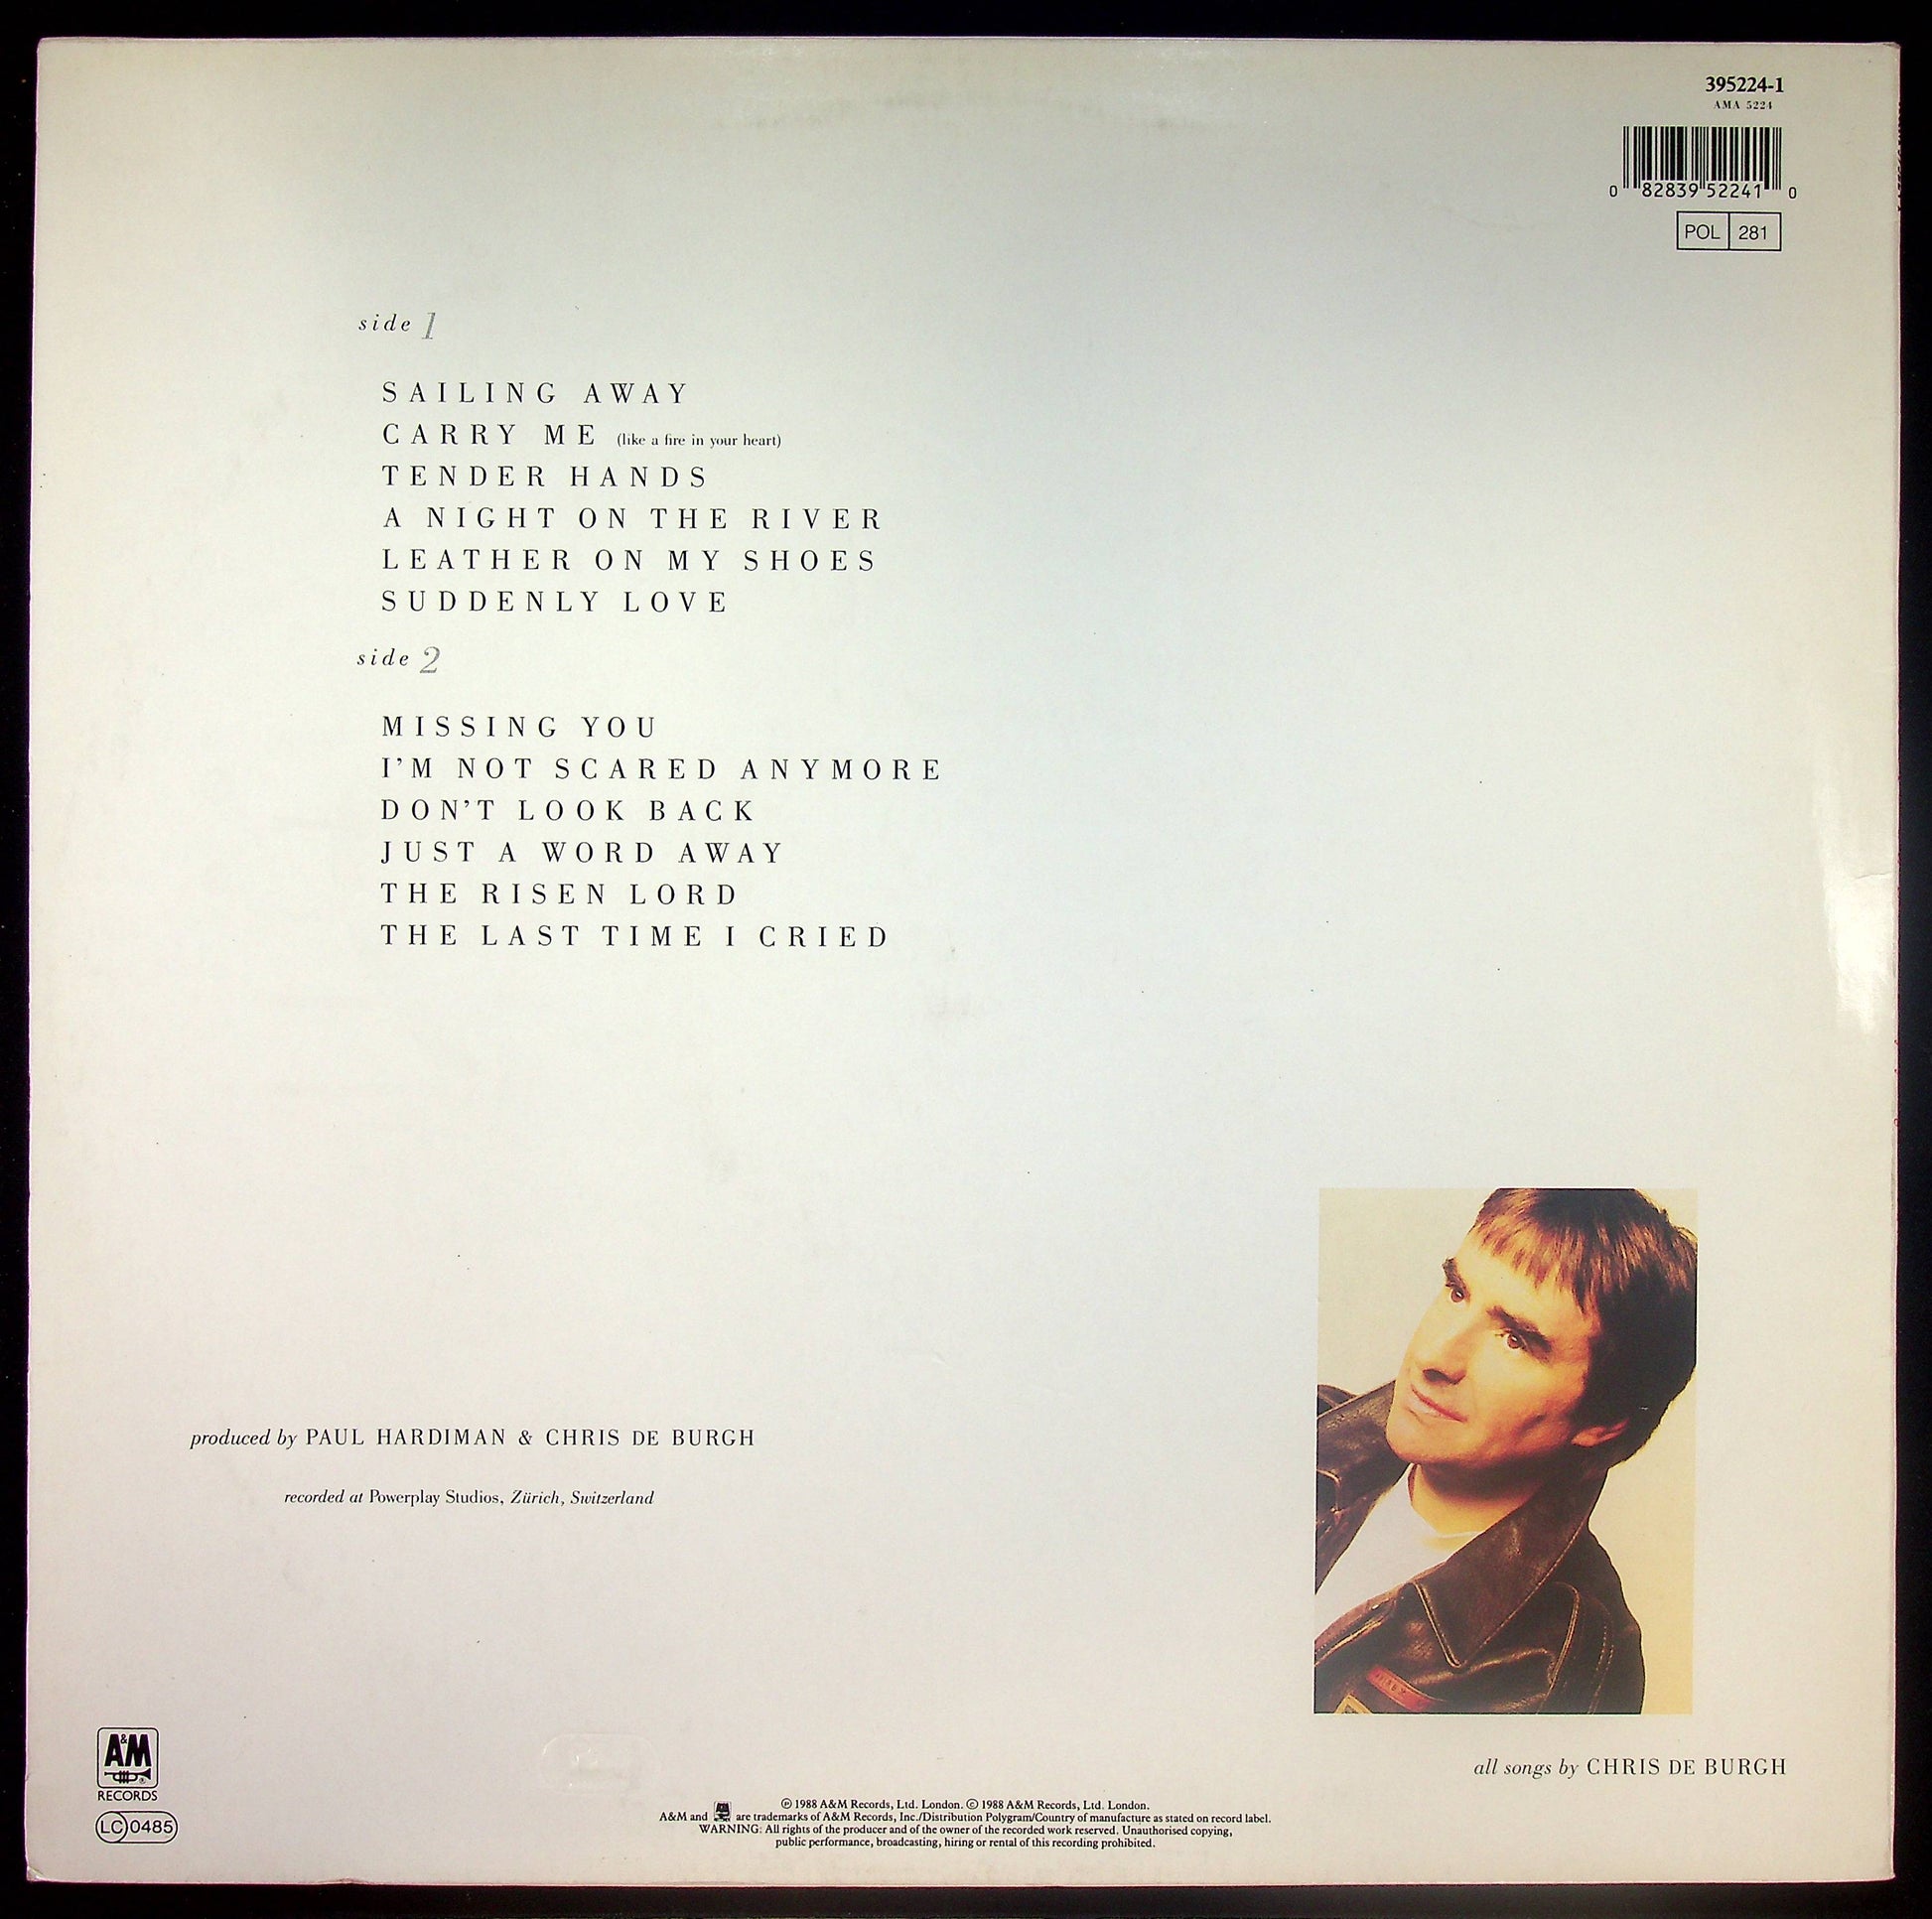 395224-1
AMA 5224
0 82839 52241 0
POL 281
side 1
SAILING AWAY
CARRY ME (like a fire in your heart)
TENDER HANDS
A NIGHT ON THE RIVER
LEATHER ON MY SHOES
SUDDENLY LOVE
side 2
MISSING YOU
I'M NOT SCARED ANYMORE
DON'T LOOK BACK
JUST A WORD AWAY
THE RISEN LORD
THE LAST TIME I CRIED
produced by PAUL HARDIMAN & CHRIS DE BURGH
recorded at Powerplay Studios, Zürich, Switzerland
all songs by CHRIS DE BURGH
A&M
RECORDS
LC 0485
℗ 1988 A&M Records, Ltd. London. © 1988 A&M Records, Ltd. London.
A&M and A&M are trademarks of A&M Records, Inc./Distribution Polygram/Country of manufacture as stated on record label.
WARNING: All rights of the producer and of the owner of the recorded work reserved. Unauthorised copying,
public performance, broadcasting, hiring or rental of this recording prohibited.